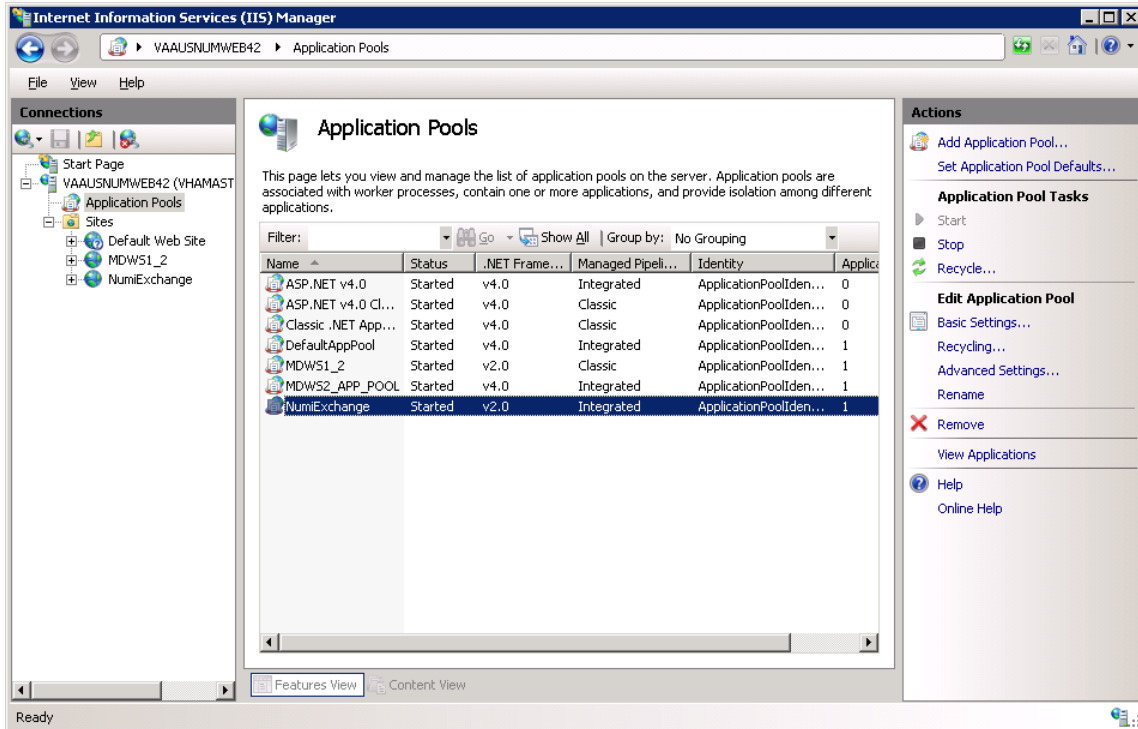 Internet Information Services (IIS) Manager
VAAUSNUMWEB42 Application Pools
File View Help
Connections
Start Page
VAAUSNUMWEB42 (VHAMAST
Application Pools
Sites
Default Web Site
MDWS1_2
NumiExchange
Application Pools
This page lets you view and manage the list of application pools on the server. Application pools are
associated with worker processes, contain one or more applications, and provide isolation among different
applications.
Filter: Go Show All Group by: No Grouping
Name Status .NET Frame... Managed Pipeli... Identity Applica
ASP.NET v4.0 Started v4.0 Integrated ApplicationPoolIden... 0
ASP.NET v4.0 Cl... Started v4.0 Classic ApplicationPoolIden... 0
Classic .NET App... Started v4.0 Classic ApplicationPoolIden... 0
DefaultAppPool Started v4.0 Integrated ApplicationPoolIden... 1
MDWS1_2 Started v2.0 Classic ApplicationPoolIden... 1
MDWS2_APP_POOL Started v4.0 Integrated ApplicationPoolIden... 1
NumiExchange Started v2.0 Integrated ApplicationPoolIden... 1
Features View Content View
Actions
Add Application Pool...
Set Application Pool Defaults...
Application Pool Tasks
Start
Stop
Recycle...
Edit Application Pool
Basic Settings...
Recycling...
Advanced Settings...
Rename
Remove
View Applications
Help
Online Help
Ready